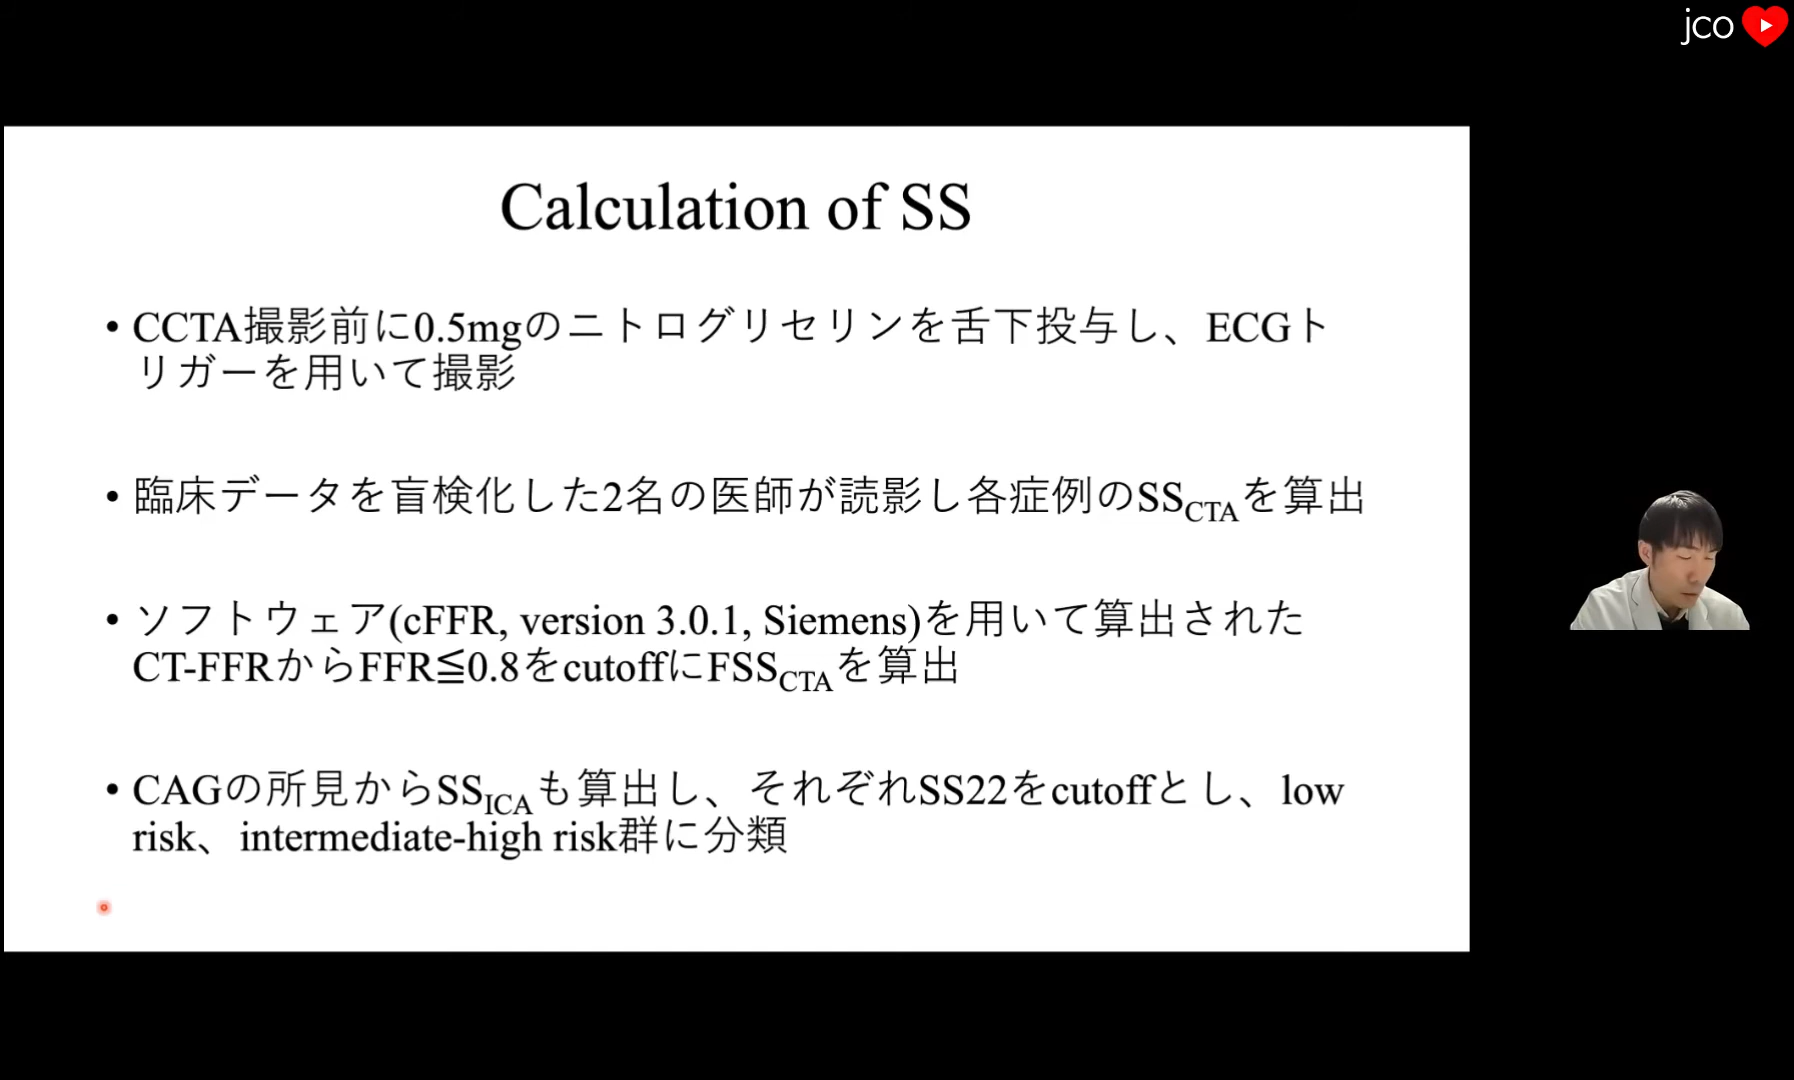 jco
Calculation of SS
• CCTA撮影前に0.5mgのニトログリセリンを舌下投与し、ECGト
リガーを用いて撮影
• 臨床データを盲検化した2名の医師が読影し各症例のSSCTAを算出
• ソフトウェア(cFFR, version 3.0.1, Siemens)を用いて算出された
CT-FFRからFFR≦0.8をcutoffにFSSCTAを算出
• CAGの所見からSSICAも算出し、それぞれSS22をcutoffとし、low
risk、intermediate-high risk群に分類